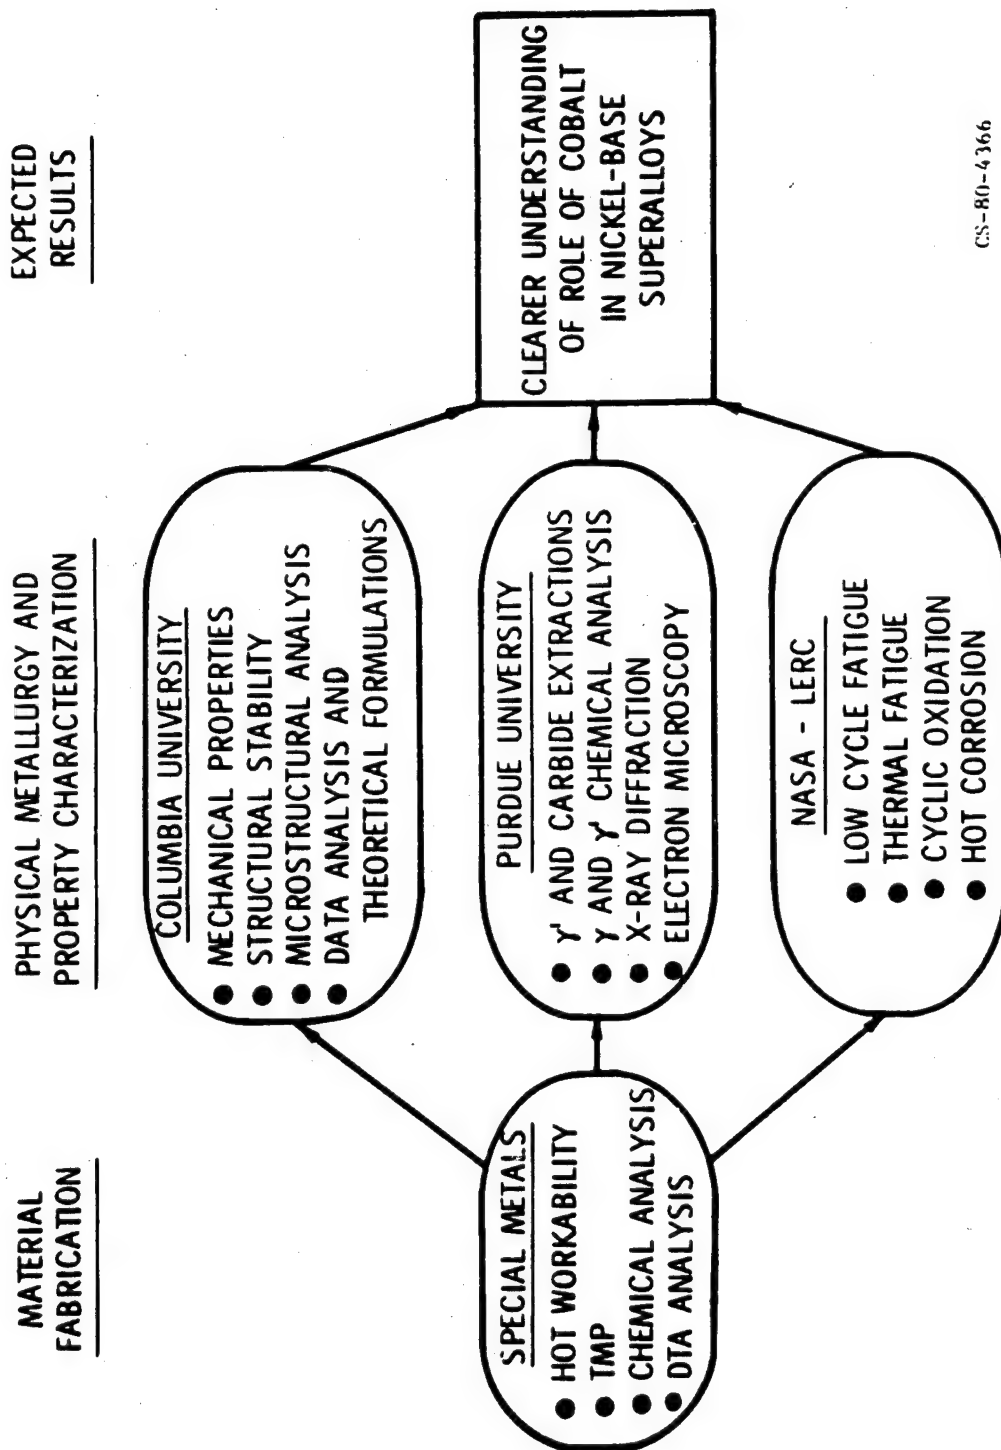 MATERIAL
FABRICATION
PHYSICAL METALLURGY AND
PROPERTY CHARACTERIZATION
EXPECTED
RESULTS
SPECIAL METALS
● HOT WORKABILITY
● TMP
● CHEMICAL ANALYSIS
● DTA ANALYSIS
COLUMBIA UNIVERSITY
● MECHANICAL PROPERTIES
● STRUCTURAL STABILITY
● MICROSTRUCTURAL ANALYSIS
● DATA ANALYSIS AND
THEORETICAL FORMULATIONS
PURDUE UNIVERSITY
● γ' AND CARBIDE EXTRACTIONS
● γ AND γ' CHEMICAL ANALYSIS
● X-RAY DIFFRACTION
● ELECTRON MICROSCOPY
NASA - LERC
● LOW CYCLE FATIGUE
● THERMAL FATIGUE
● CYCLIC OXIDATION
● HOT CORROSION
CLEARER UNDERSTANDING
OF ROLE OF COBALT
IN NICKEL-BASE
SUPERALLOYS
CS-80-4366